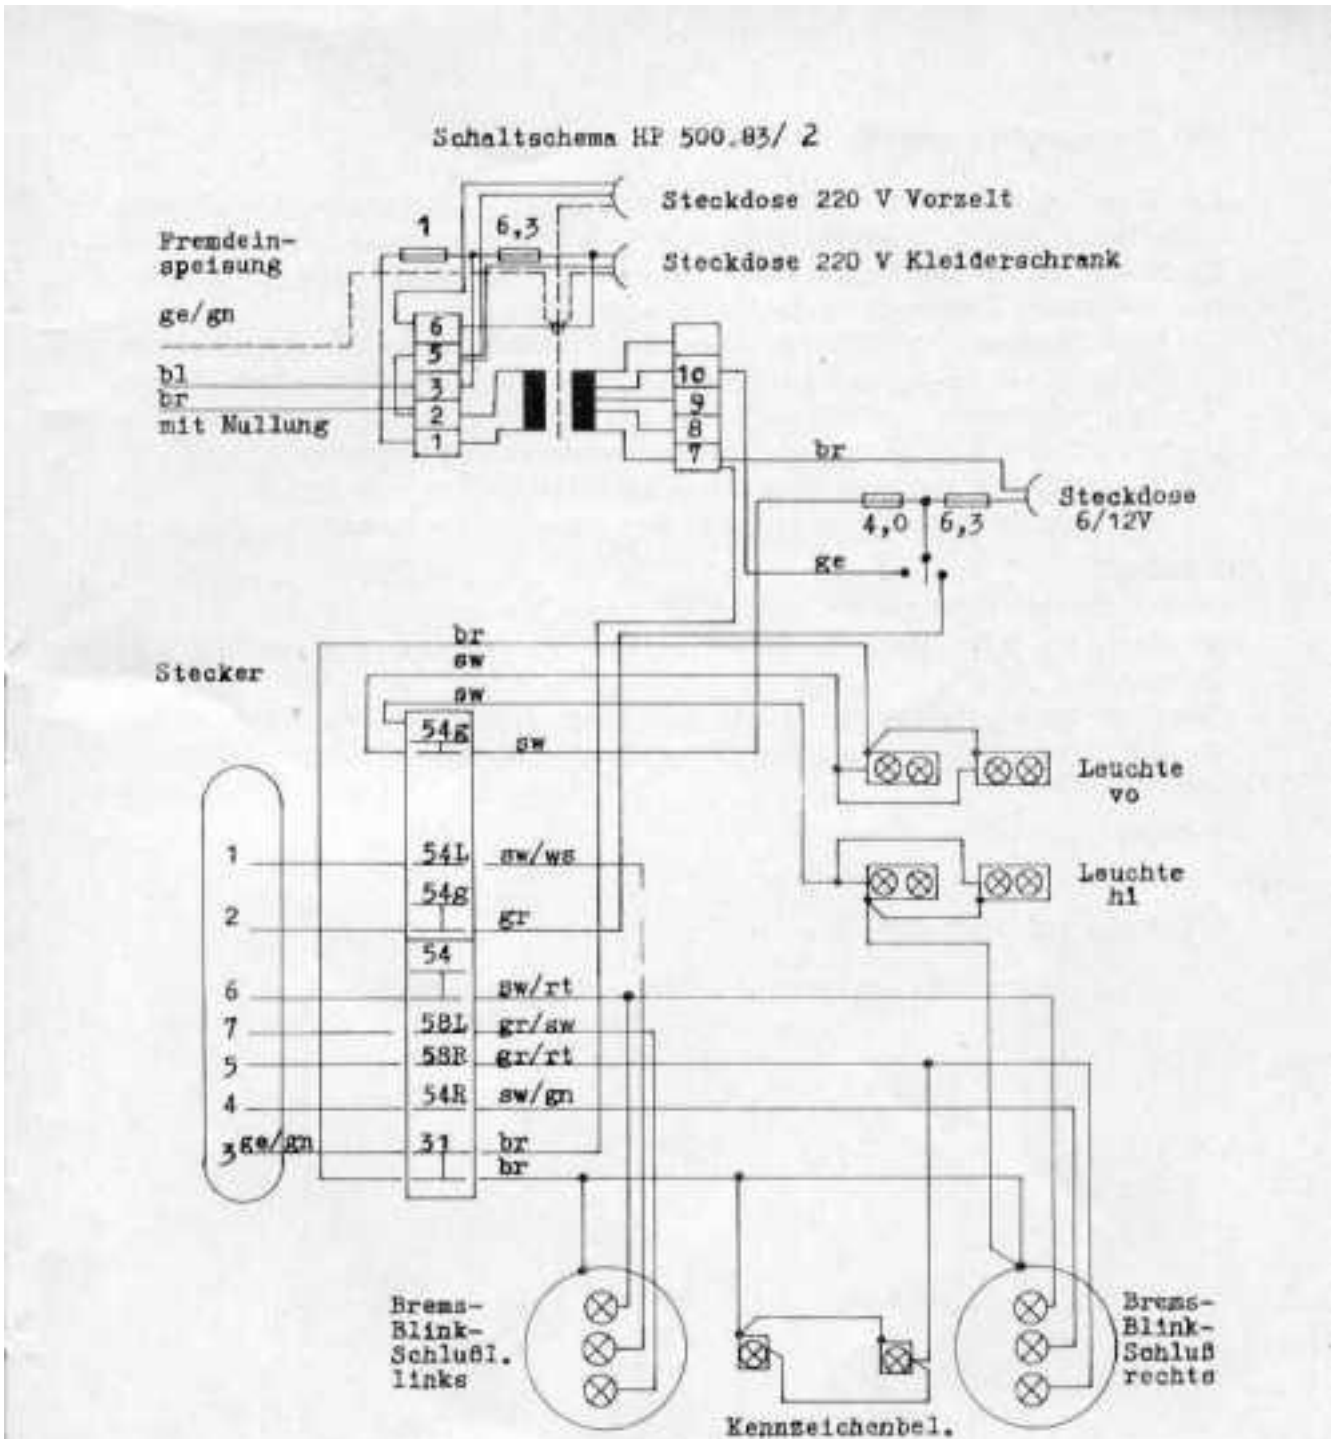 Schaltschema HP 500.83/ 2
Steckdose 220 V Vorzelt
1
6,3
Fremdein-
speisung
Steckdose 220 V Kleiderschrank
ge/gn
6
5
bl
3
10
br
2
9
mit Nullung
1
8
7
br
Steckdose
6/12V
4,0
6,3
ge
br
sw
Stecker
sw
54g
sw
Leuchte
vo
1
54L
sw/ws
54g
Leuchte
hi
2
gr
54
6
sw/rt
7
58L
gr/sw
5
58R
gr/rt
4
54R
sw/gn
3
ge/gn
31
br
br
Brems-
Blink-
Schlußl.
links
Brems-
Blink-
Schluß
rechts
Kennzeichenbel.